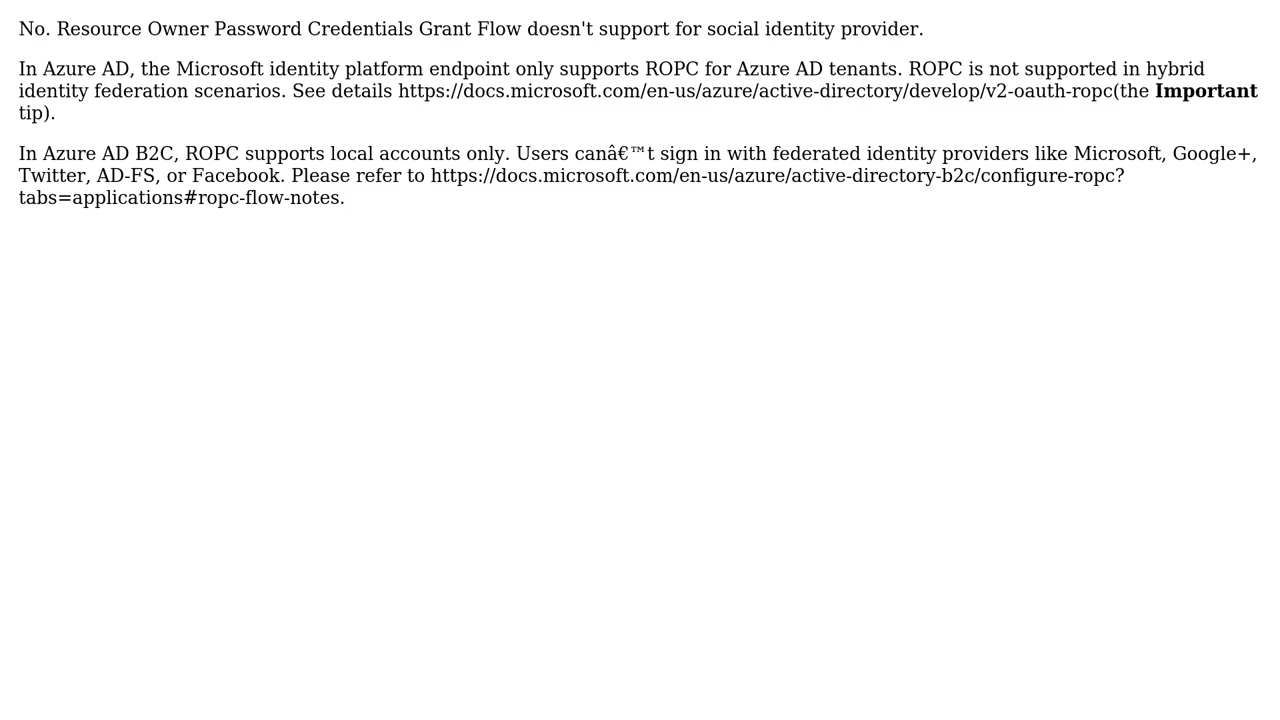 No. Resource Owner Password Credentials Grant Flow doesn't support for social identity provider.
In Azure AD, the Microsoft identity platform endpoint only supports ROPC for Azure AD tenants. ROPC is not supported in hybrid
identity federation scenarios. See details https://docs.microsoft.com/en-us/azure/active-directory/develop/v2-oauth-ropc(the Important
tip).
In Azure AD B2C, ROPC supports local accounts only. Users canâ€™t sign in with federated identity providers like Microsoft, Google+,
Twitter, AD-FS, or Facebook. Please refer to https://docs.microsoft.com/en-us/azure/active-directory-b2c/configure-ropc?
tabs=applications#ropc-flow-notes.